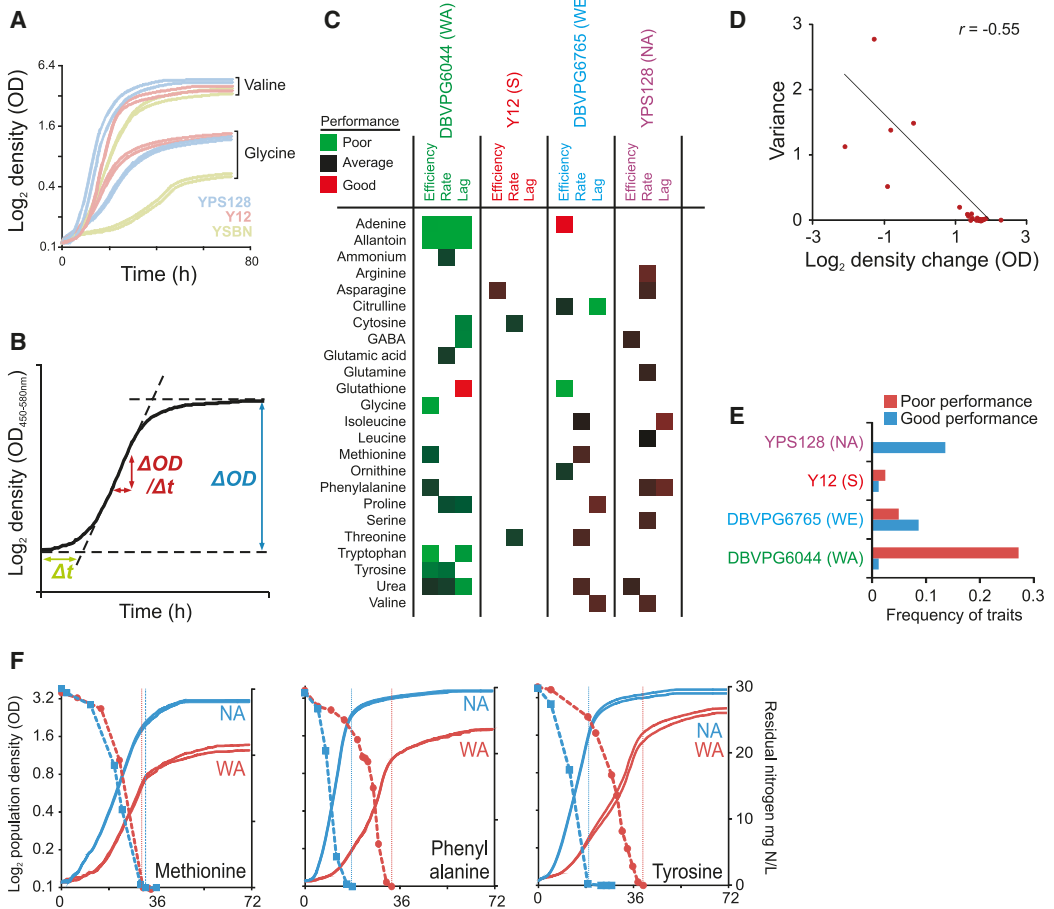 A
6.4
1.6
0.4
0.1
Log2 density (OD)
Valine
Glycine
YPS128
Y12
YSBN
0
80
Time (h)
B
Log2 density (OD450-580nm)
ΔOD
/Δt
ΔOD
Δt
Time (h)
C
DBVPG6044 (WA)
Y12 (S)
DBVPG6765 (WE)
YPS128 (NA)
Performance
Poor
Average
Good
Efficiency
Rate
Lag
Efficiency
Rate
Lag
Efficiency
Rate
Lag
Efficiency
Rate
Lag
Adenine
Allantoin
Ammonium
Arginine
Asparagine
Citrulline
Cytosine
GABA
Glutamic acid
Glutamine
Glutathione
Glycine
Isoleucine
Leucine
Methionine
Ornithine
Phenylalanine
Proline
Serine
Threonine
Tryptophan
Tyrosine
Urea
Valine
D
r = -0.55
3
2
1
0
Variance
-3
-1
1
3
Log2 density change (OD)
E
Poor performance
Good performance
YPS128 (NA)
Y12 (S)
DBVPG6765 (WE)
DBVPG6044 (WA)
0
0.1
0.2
0.3
Frequency of traits
F
Log2 population density (OD)
3.2
1.6
0.8
0.4
0.2
0.1
NA
WA
Methionine
0
36
72
NA
WA
Phenyl
alanine
0
36
72
NA
WA
Tyrosine
0
36
72
30
20
10
0
Residual nitrogen mg N/L